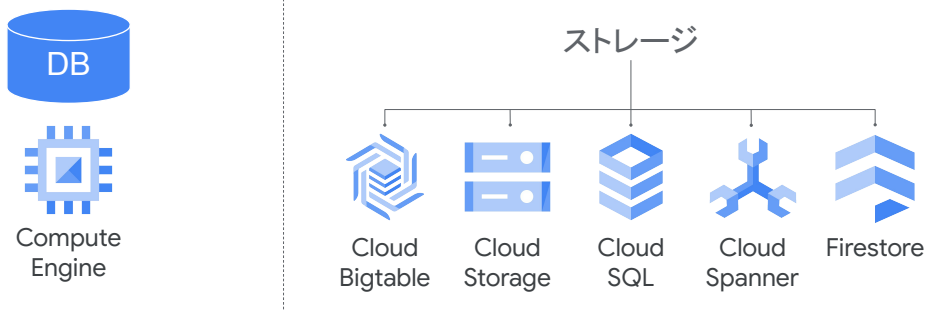 DB
Compute
Engine
ストレージ
Cloud
Bigtable
Cloud
Storage
Cloud
SQL
Cloud
Spanner
Firestore